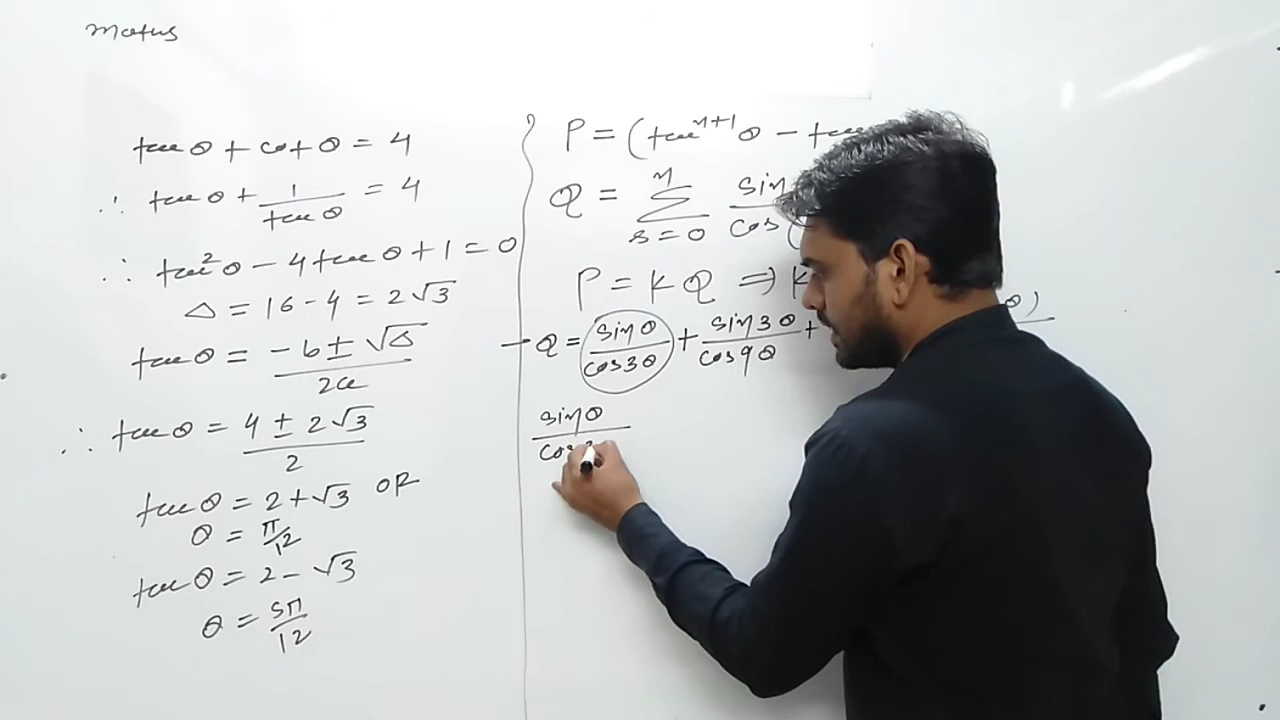 Maths
tan θ + cot θ = 4
∴ tan θ + 1/tan θ = 4
∴ tan²θ - 4 tan θ + 1 = 0
Δ = 16 - 4 = 2√3
tan θ = -b ± √Δ / 2a
∴ tan θ = 4 ± 2√3 / 2
tan θ = 2 + √3 OR
θ = π/12
tan θ = 2 - √3
θ = 5π/12
P = (tan^(n+1) θ - tan
Q = Σ n r=0 sin / cos(
P = K Q ⇒ K
→ Q = sin θ / cos 3θ + sin 3θ / cos 9θ + θ)
sin θ / cos